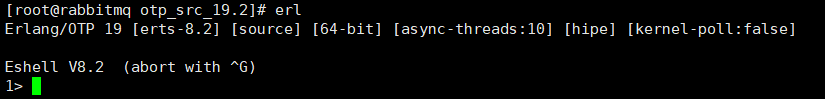 [root@rabbitmq otp_src_19.2]# erl
Erlang/OTP 19 [erts-8.2] [source] [64-bit] [async-threads:10] [hipe] [kernel-poll:false]
Eshell V8.2  (abort with ^G)
1>